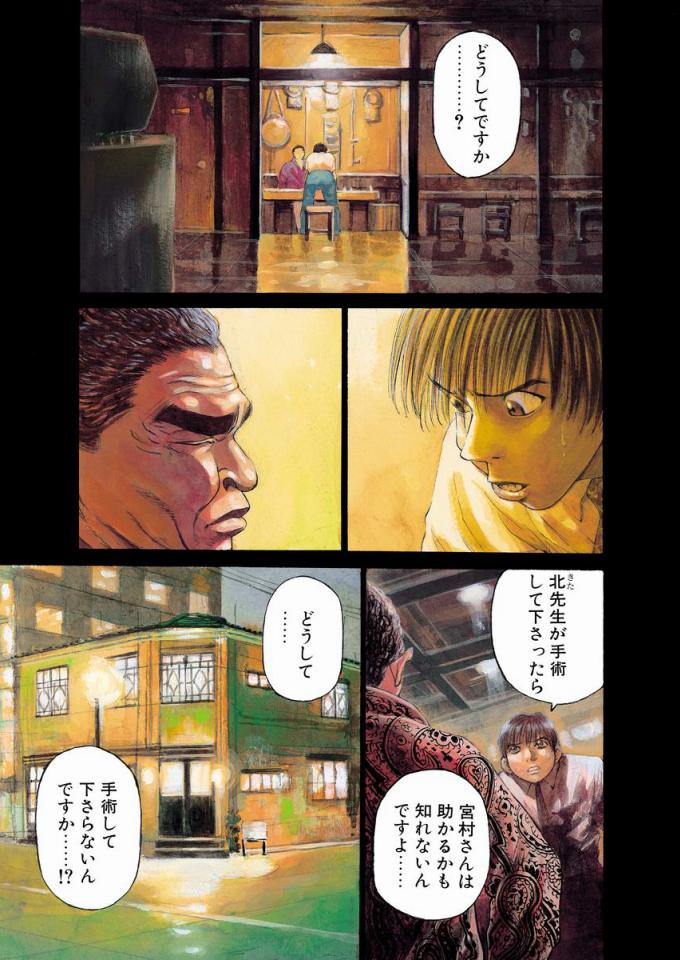 どうしてですか
…………?
北先生が手術
きた
して下さったら
宮村さんは
助かるかも
知れないん
ですよ……
どうして
……
手術して
下さらないん
ですか……!?